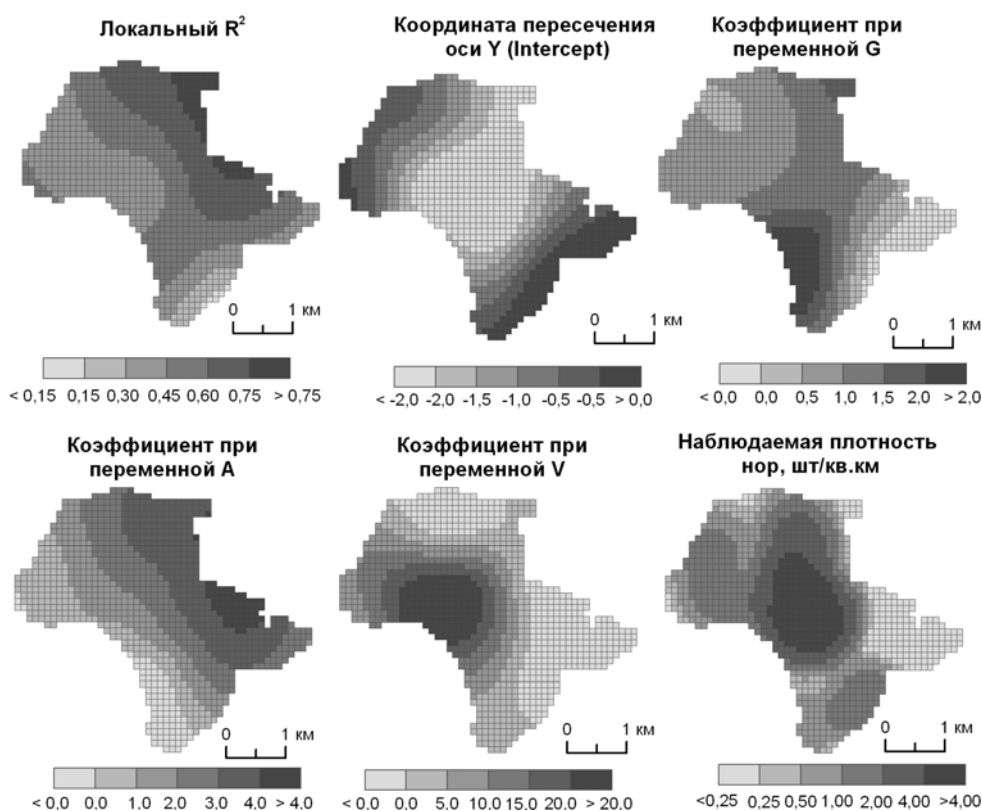 Локальный R²
Координата пересечения
оси Y (Intercept)
Коэффициент при
переменной G
0 1 км
0 1 км
0 1 км
< 0,15 0,15 0,30 0,45 0,60 0,75 > 0,75
< -2,0 -2,0 -1,5 -1,0 -0,5 -0,5 > 0,0
< 0,0 0,0 0,5 1,0 1,5 2,0 > 2,0
Коэффициент при
переменной A
Коэффициент при
переменной V
Наблюдаемая плотность
нор, шт/кв.км
0 1 км
0 1 км
0 1 км
< 0,0 0,0 1,0 2,0 3,0 4,0 > 4,0
< 0,0 0,0 5,0 10,0 15,0 20,0 > 20,0
<0,25 0,25 0,50 1,00 2,00 4,00 >4,00